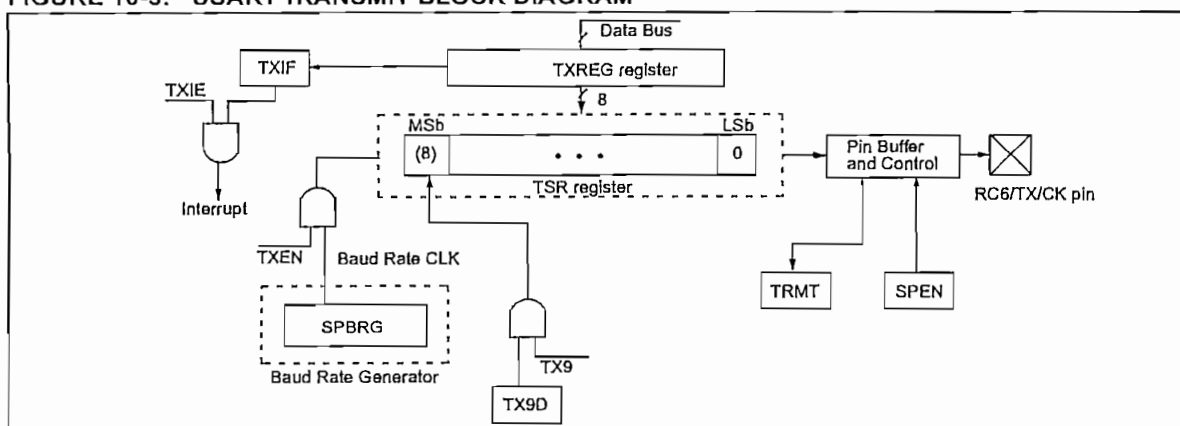 FIGURE 10-3: USART TRANSMIT BLOCK DIAGRAM
Data Bus
TXIF
TXREG register
TXIE
8
MSb
LSb
(8)
• • •
0
Pin Buffer
and Control
TSR register
Interrupt
RC6/TX/CK pin
TXEN
Baud Rate CLK
TRMT
SPEN
SPBRG
TX9
Baud Rate Generator
TX9D